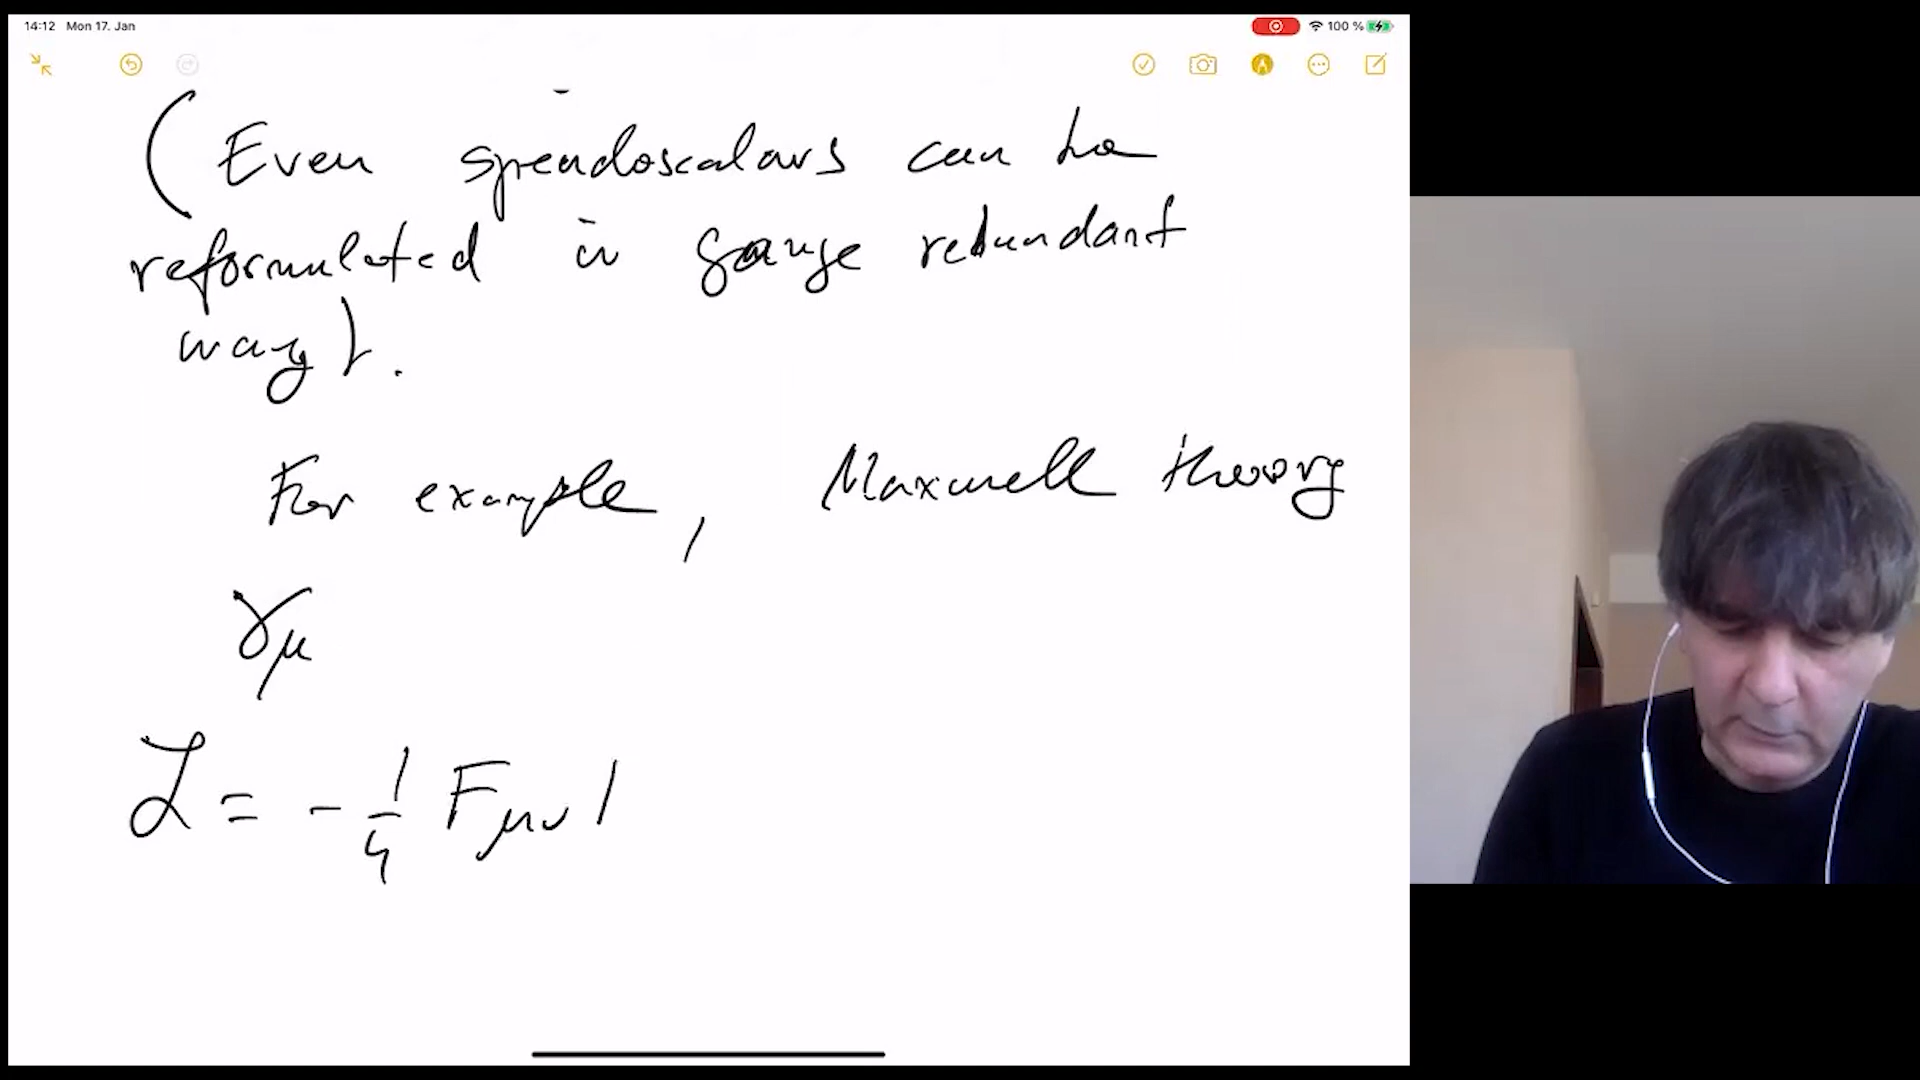 14:12 Mon 17. Jan
100 %
(Even spendoscalars can be
reformulated in gauge redundant
way).
For example, Maxwell theory
γμ
ℒ = - 1/4 Fμν